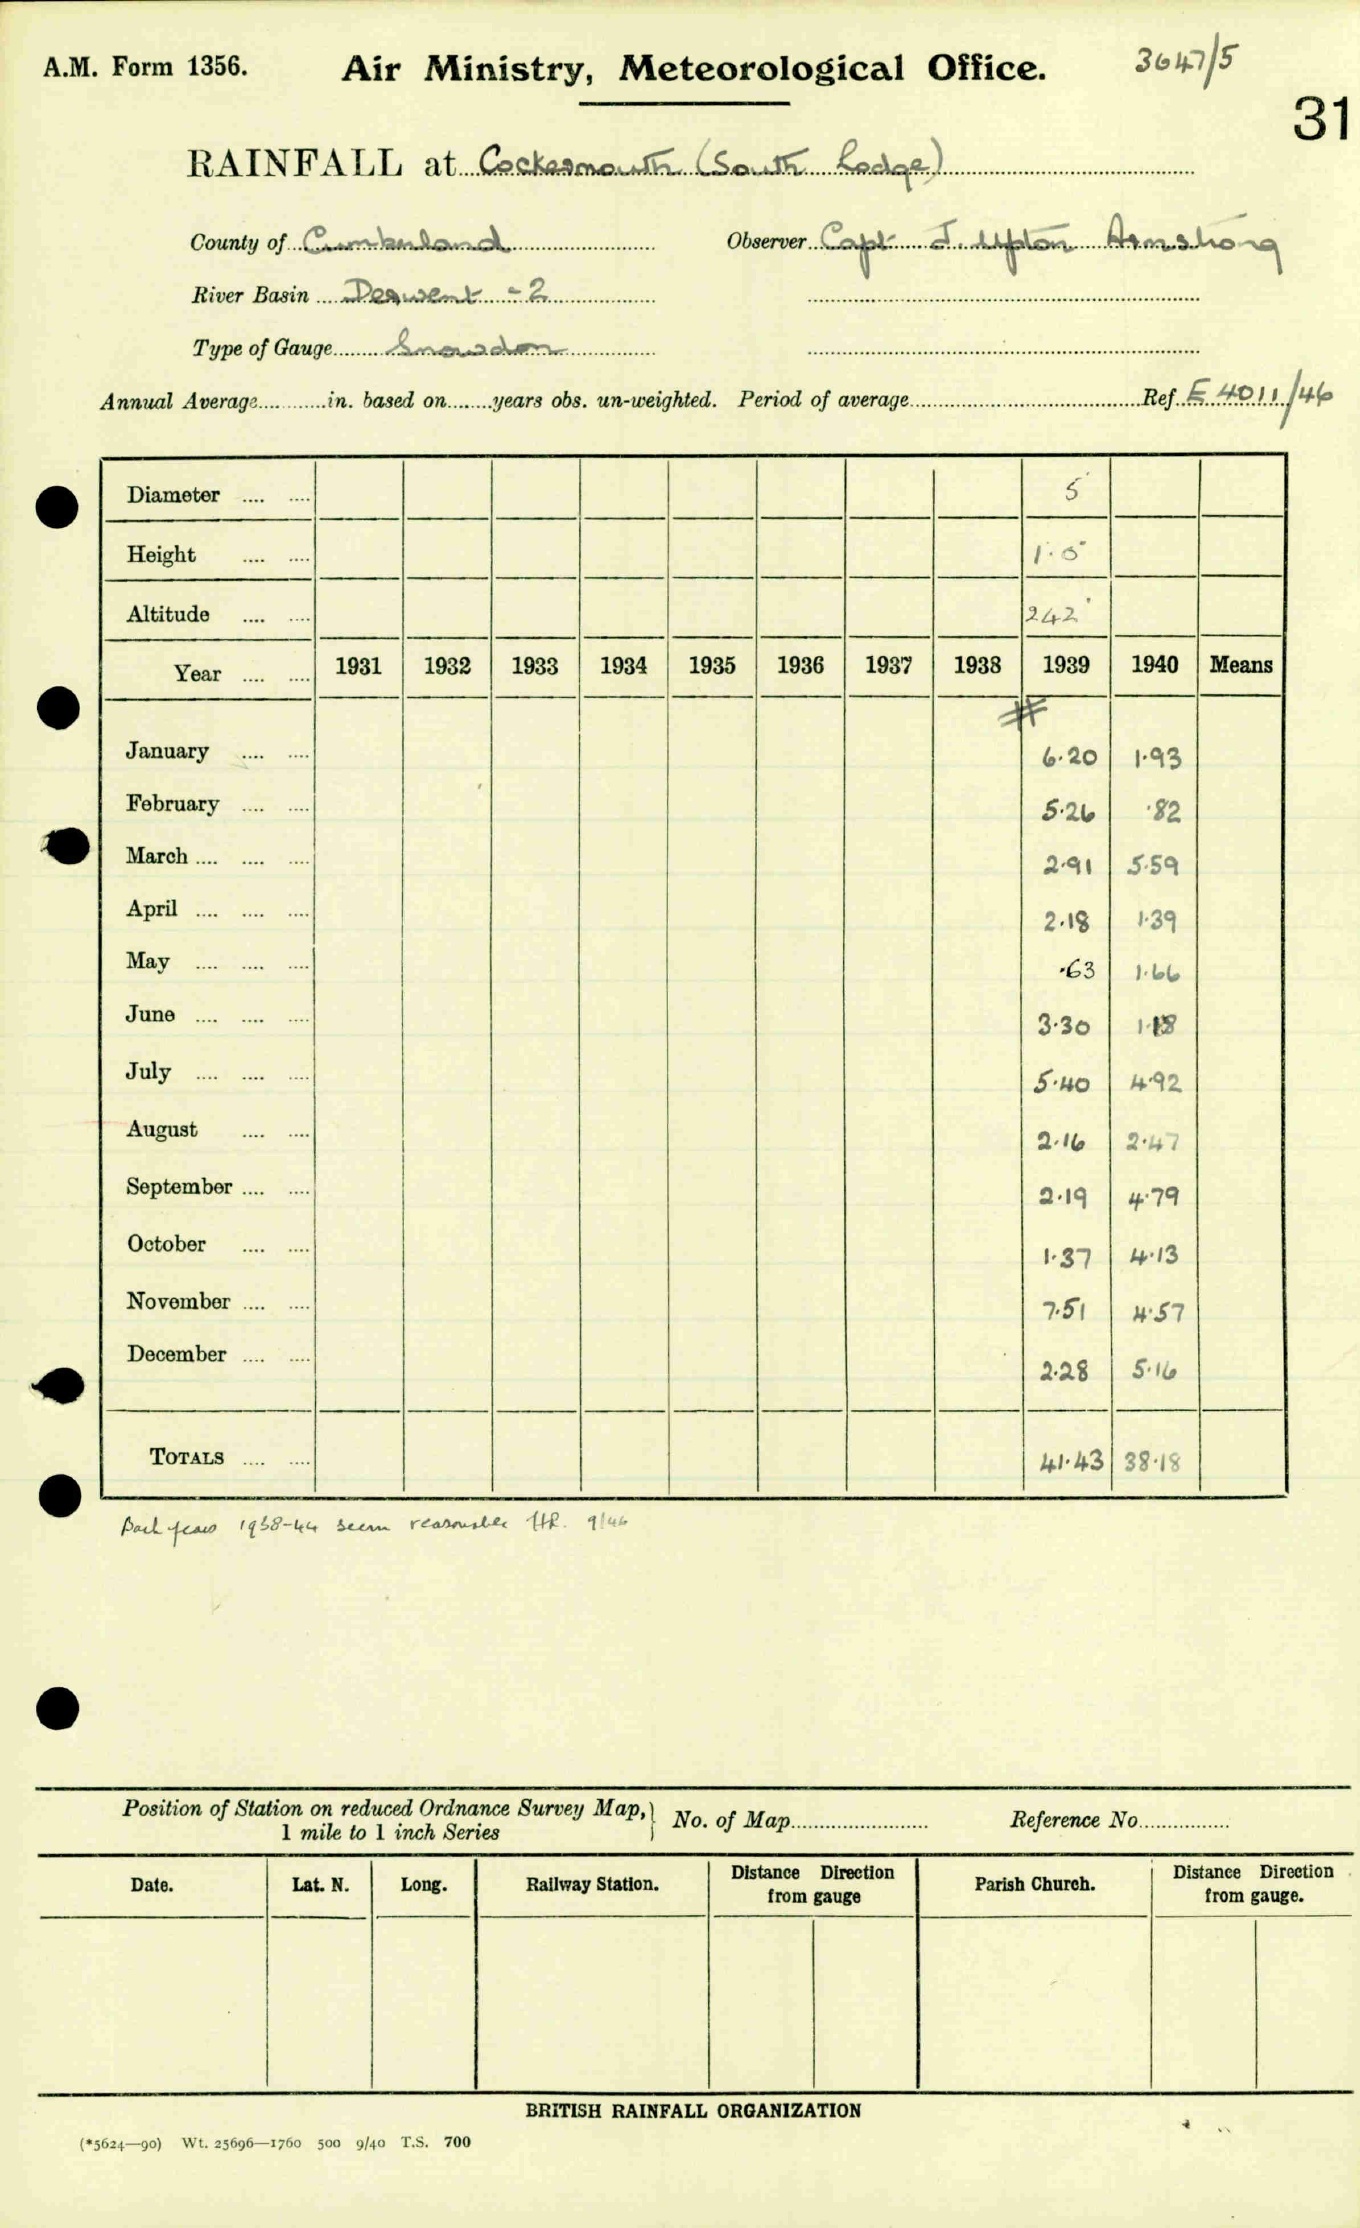 A.M. Form 1356.
Air Ministry, Meteorological Office.
3647/5
31
RAINFALL at Cockermouth (South Lodge)
County of Cumberland Observer Capt J. Upton Armstrong
River Basin Derwent - 2
Type of Gauge Snowdon
Annual Average............in. based on........years obs. un-weighted. Period of average........ Ref. E 4011/46
Diameter .... .... 5
Height .... .... 1·0
Altitude .... .... 242'
Year .... .... 1931 1932 1933 1934 1935 1936 1937 1938 1939 1940 Means
#
January .... .... 6·20 1·93
February .... .... 5·26 ·82
March .... .... .... 2·91 5·59
April .... .... .... 2·18 1·39
May .... .... .... ·63 1·66
June .... .... .... 3·30 1·18
July .... .... .... 5·40 4·92
August .... .... 2·16 2·47
September .... .... 2·19 4·79
October .... .... 1·37 4·13
November .... .... 7·51 4·57
December .... .... 2·28 5·16
TOTALS .... .... 41·43 38·18
Back years 1938-44 seem reasonable HR. 9/46
Position of Station on reduced Ordnance Survey Map, 1 mile to 1 inch Series } No. of Map........ Reference No........
Date. Lat. N. Long. Railway Station. Distance Direction from gauge Parish Church. Distance Direction from gauge.
BRITISH RAINFALL ORGANIZATION
(*5624—90) Wt. 25696—1760 500 9/40 T.S. 700